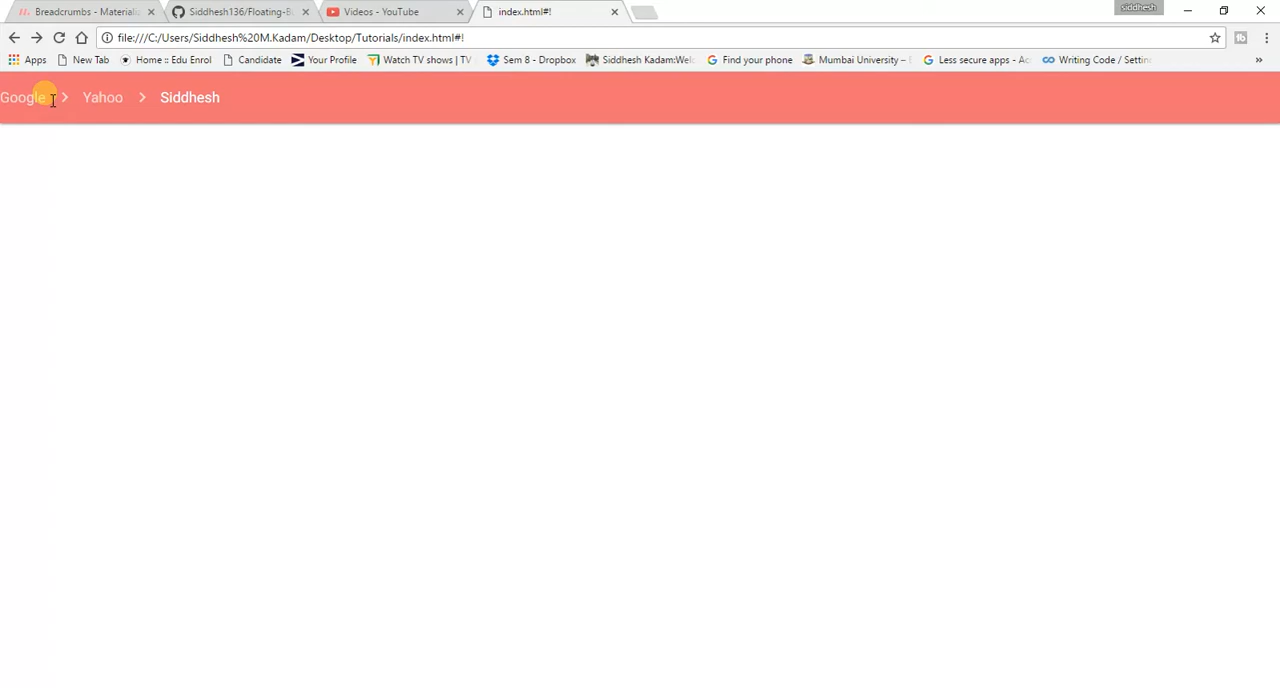 Breadcrumbs - Materializ
Siddhesh136/Floating-B
Videos - YouTube
index.html#!
siddhesh
file:///C:/Users/Siddhesh%20M.Kadam/Desktop/Tutorials/index.html#!
Apps New Tab Home :: Edu Enrol Candidate Your Profile Watch TV shows | TV Sem 8 - Dropbox Siddhesh Kadam:Wel Find your phone Mumbai University – Less secure apps - Ac Writing Code / Settin »
Google > Yahoo > Siddhesh